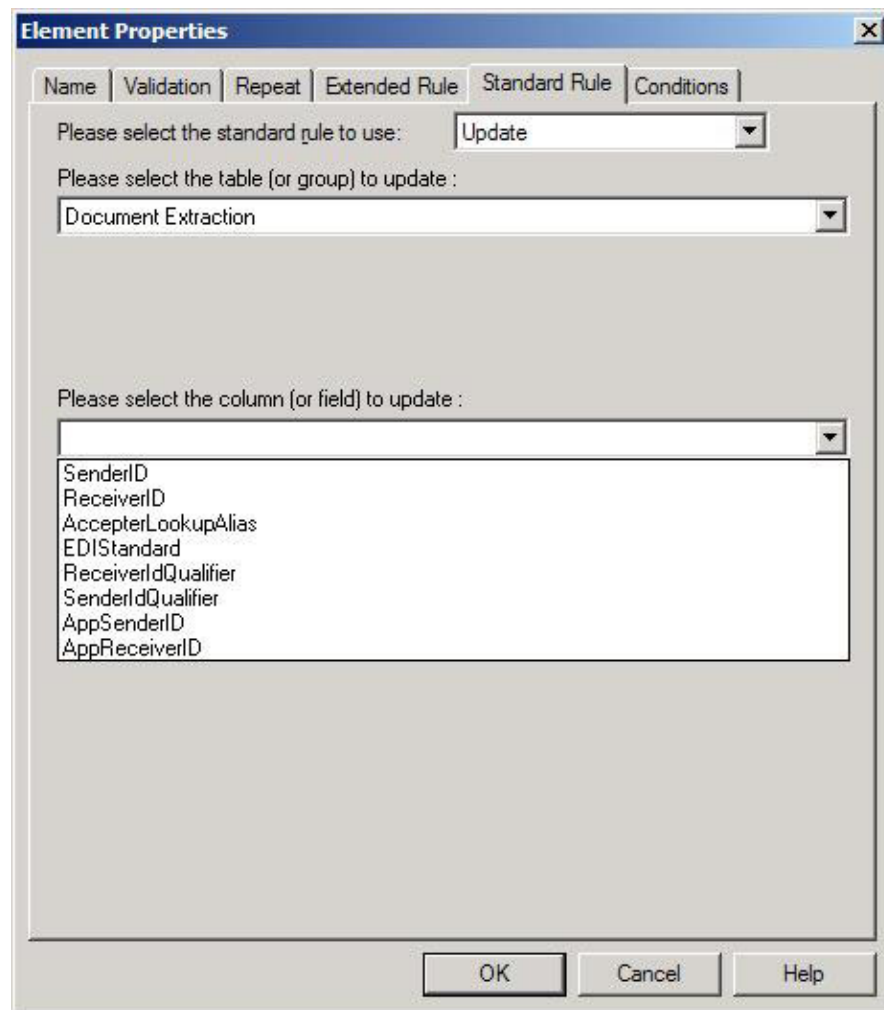 Element Properties
Name Validation Repeat Extended Rule Standard Rule Conditions
Please select the standard rule to use: Update
Please select the table (or group) to update :
Document Extraction
Please select the column (or field) to update :
SenderID
ReceiverID
AccepterLookupAlias
EDIStandard
ReceiverIdQualifier
SenderIdQualifier
AppSenderID
AppReceiverID
OK Cancel Help